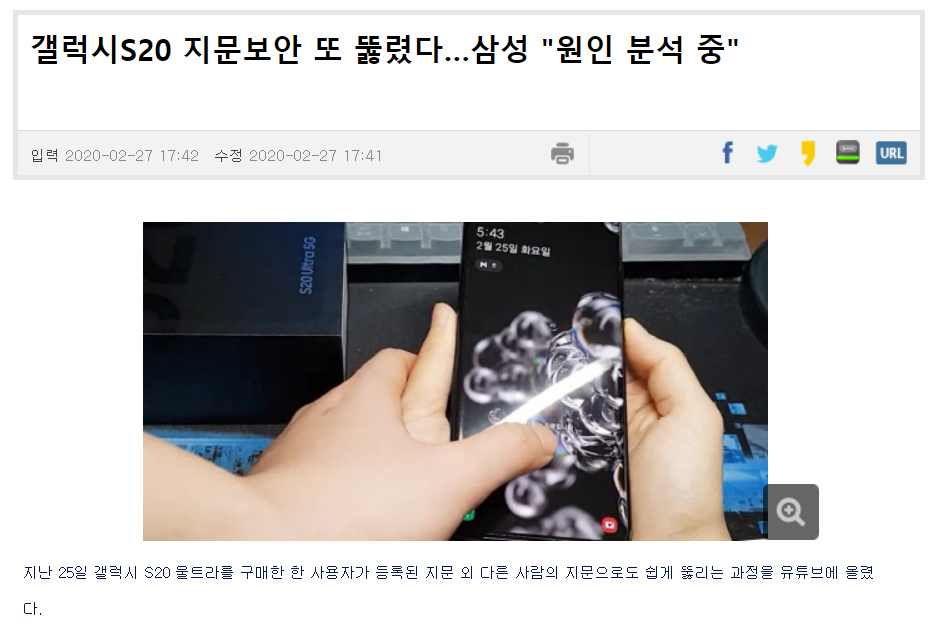 갤럭시S20 지문보안 또 뚫렸다...삼성 "원인 분석 중"
입력 2020-02-27 17:42 수정 2020-02-27 17:41
URL
S20 Ultra 5G
5:43
2월 25일 화요일
지난 25일 갤럭시 S20 울트라를 구매한 한 사용자가 등록된 지문 외 다른 사람의 지문으로도 쉽게 뚫리는 과정을 유튜브에 올렸
다.